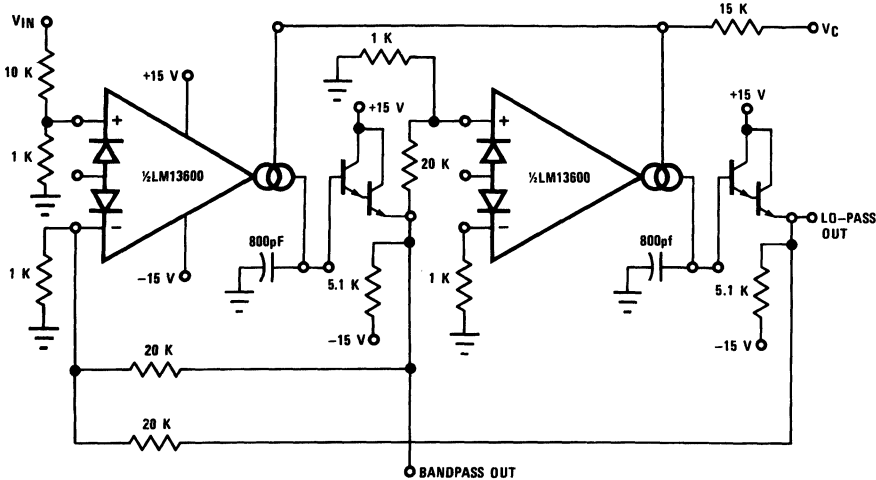 VIN
15 K
VC
1 K
10 K
+15 V
+15 V
+15 V
+
+
1 K
½LM13600
20 K
½LM13600
−
−
LO-PASS
OUT
800pF
800pf
1 K
−15 V
5.1 K
1 K
5.1 K
−15 V
−15 V
20 K
20 K
BANDPASS OUT